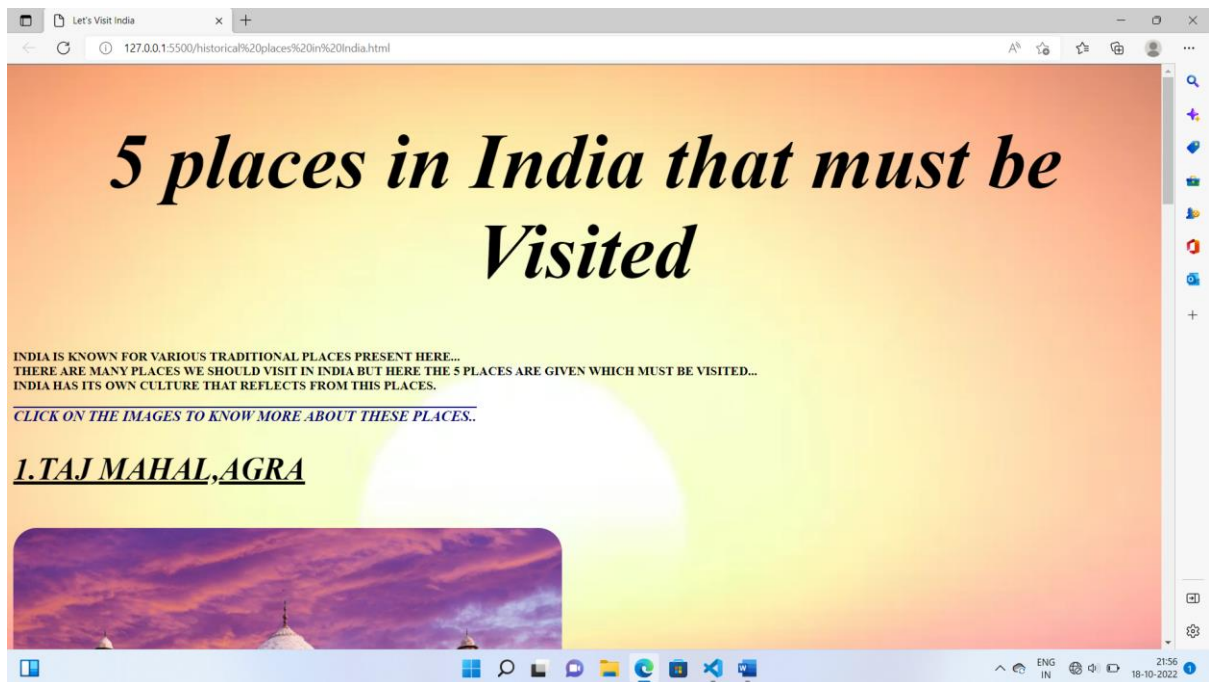 Let's Visit India
127.0.0.1:5500/historical%20places%20in%20India.html
5 places in India that must be
Visited
INDIA IS KNOWN FOR VARIOUS TRADITIONAL PLACES PRESENT HERE...
THERE ARE MANY PLACES WE SHOULD VISIT IN INDIA BUT HERE THE 5 PLACES ARE GIVEN WHICH MUST BE VISITED...
INDIA HAS ITS OWN CULTURE THAT REFLECTS FROM THIS PLACES.
CLICK ON THE IMAGES TO KNOW MORE ABOUT THESE PLACES..
1.TAJ MAHAL,AGRA
ENG
IN
21:56
18-10-2022
1